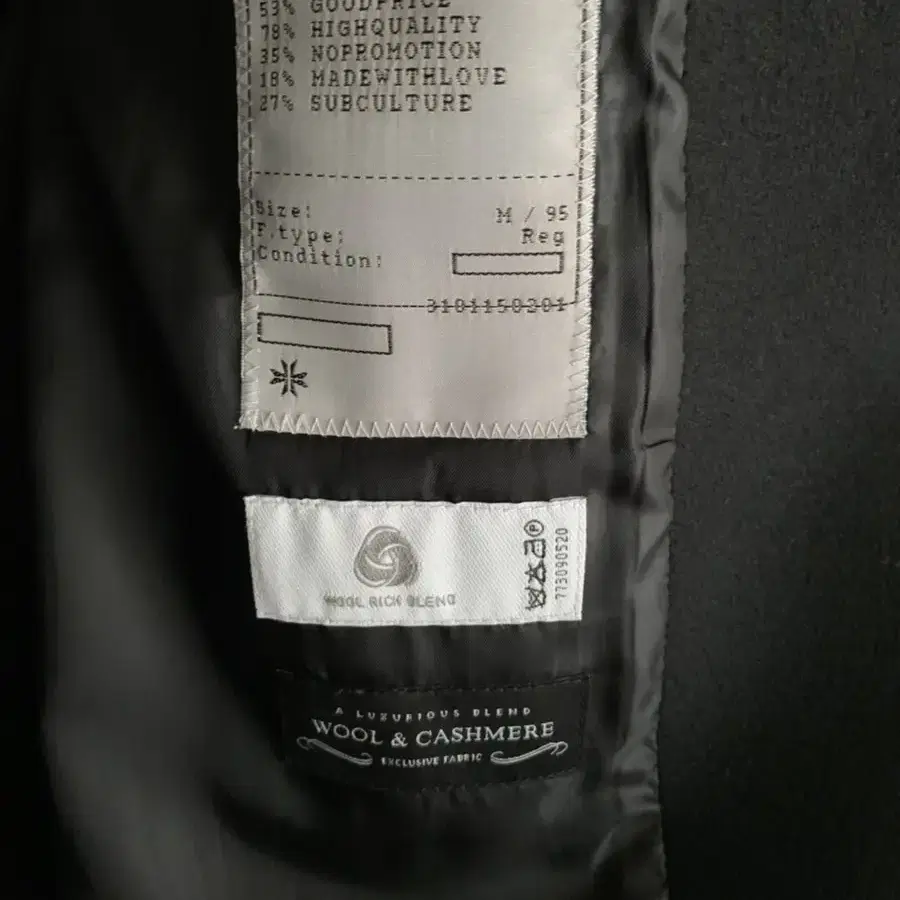 53% GOODPRICE
78% HIGHQUALITY
35% NOPROMOTION
18% MADEWITHLOVE
27% SUBCULTURE
Size: M / 95
F.type: Reg
Condition:
3101150201
WOOL RICH BLEND
P
773090520
A LUXURIOUS BLEND
WOOL & CASHMERE
EXCLUSIVE FABRIC